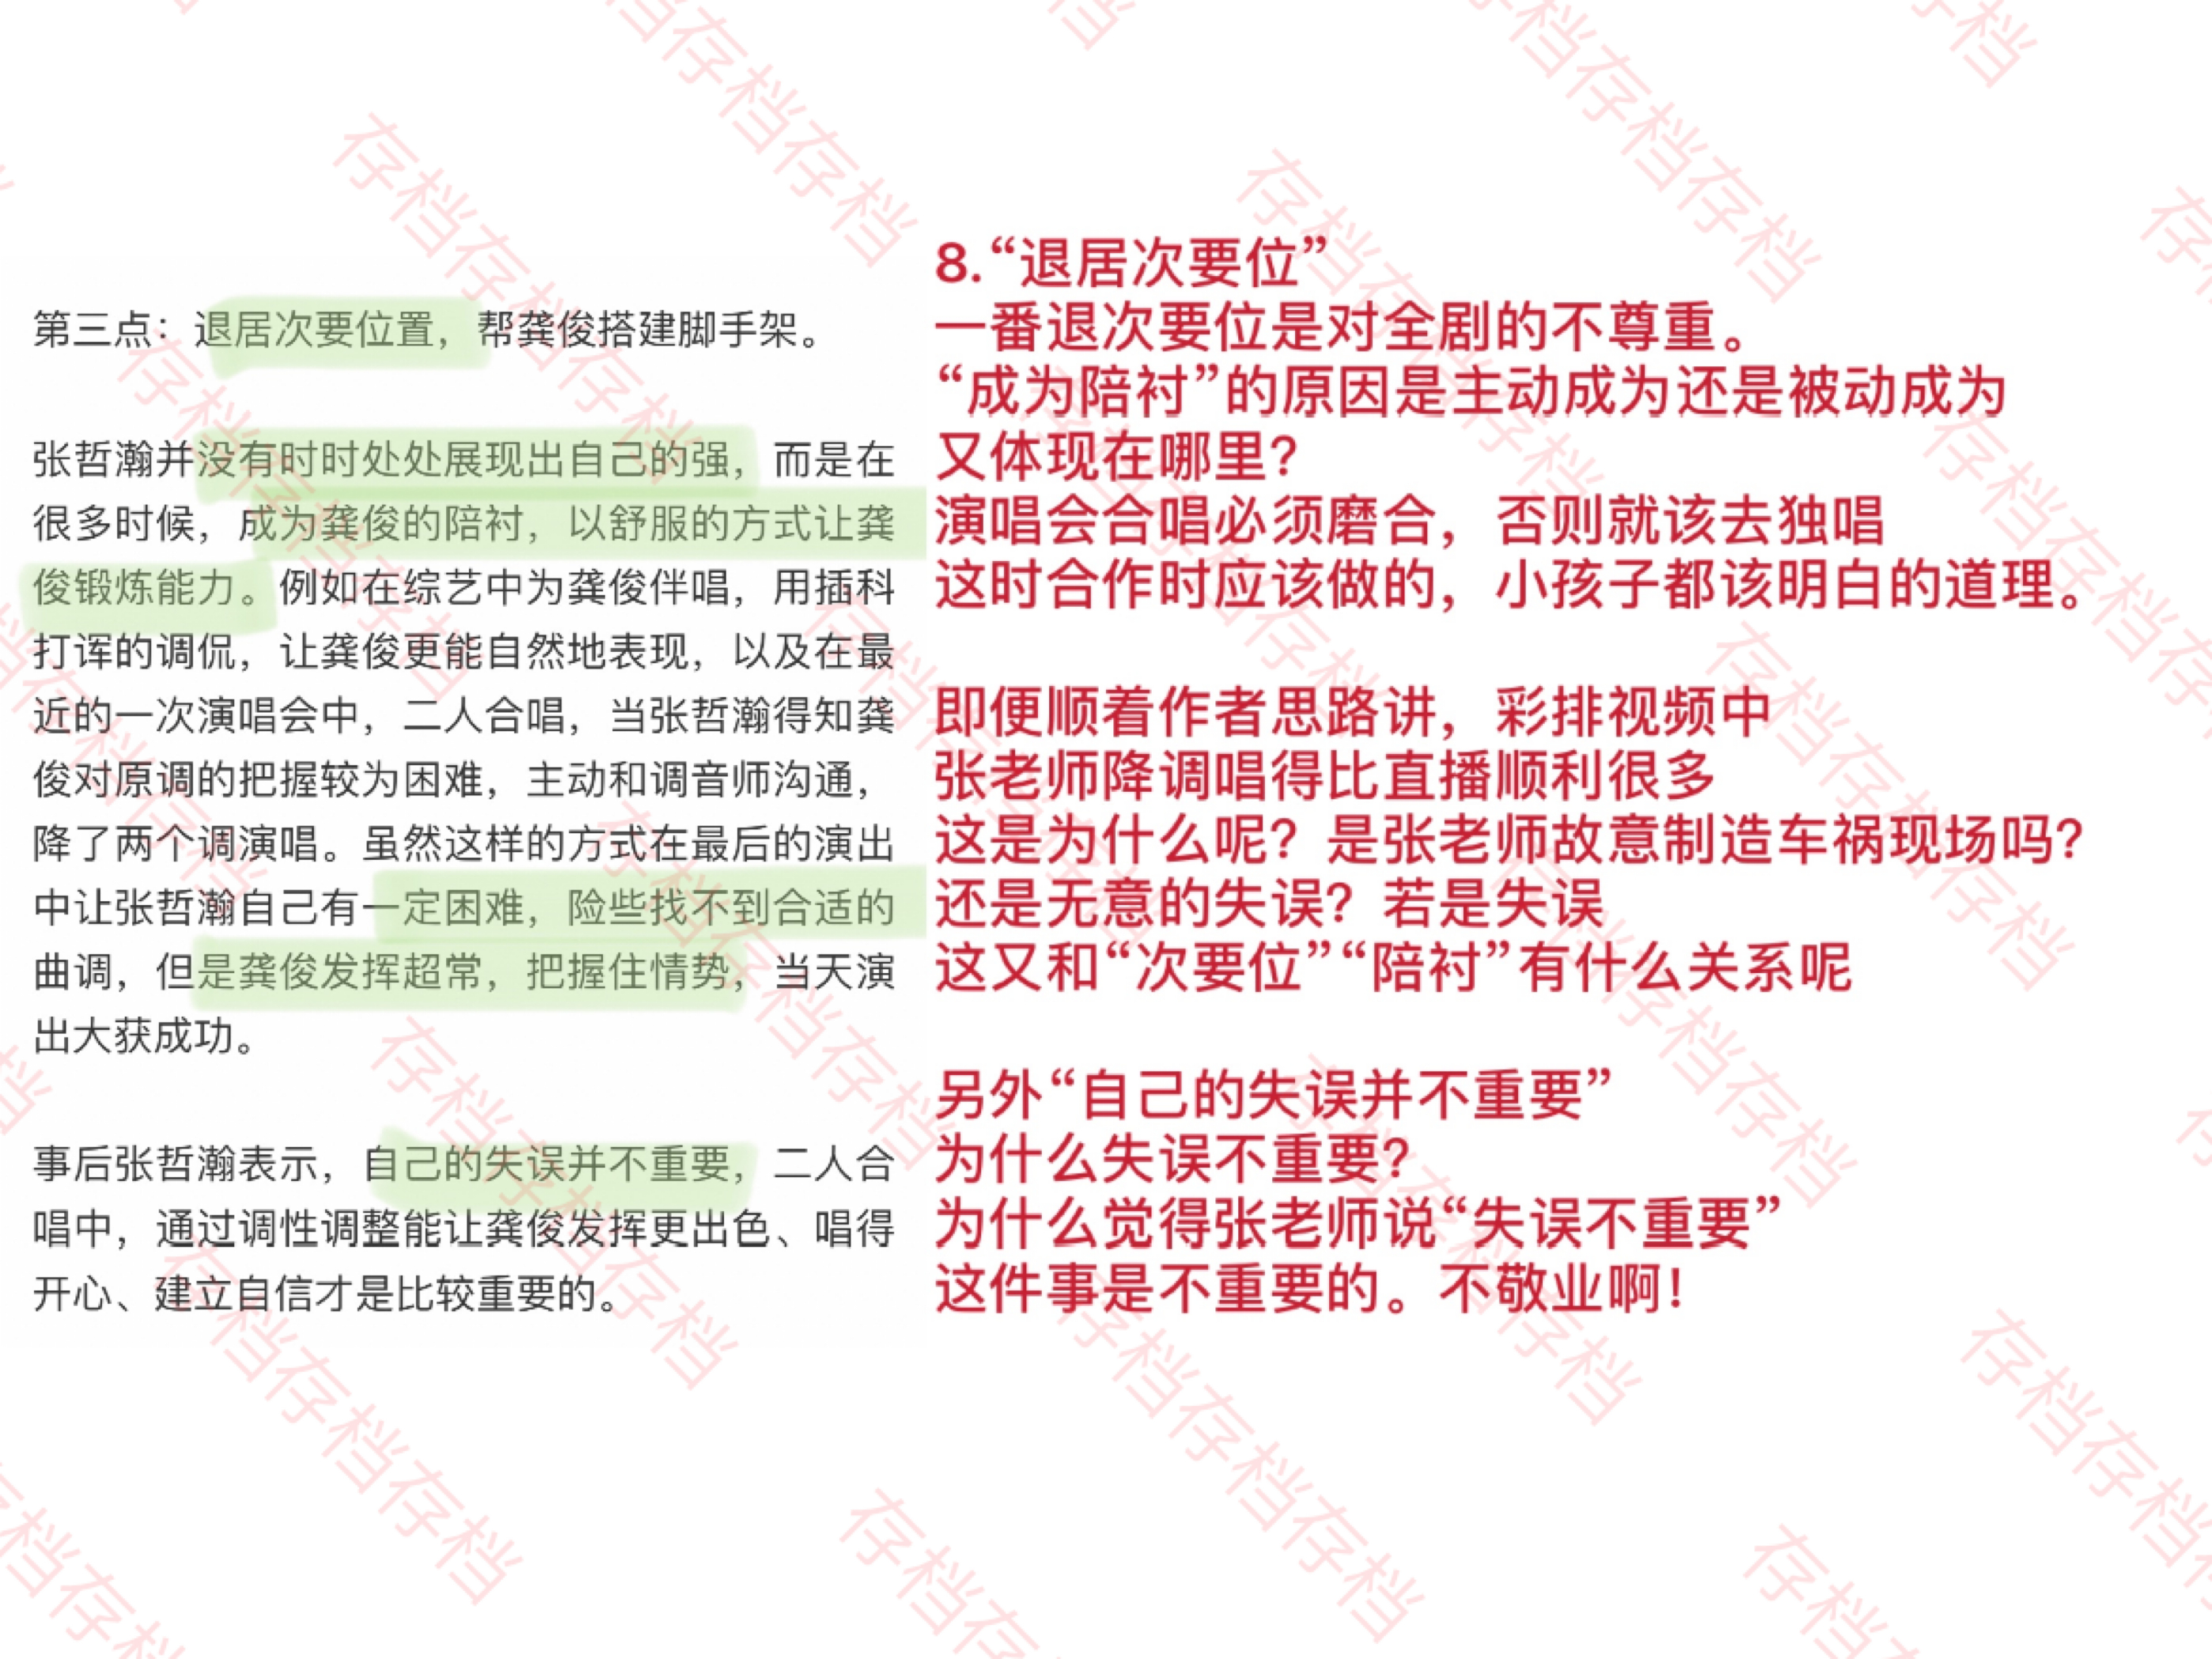 第三点：退居次要位置，帮龚俊搭建脚手架。
张哲瀚并没有时时处处展现出自己的强，而是在
很多时候，成为龚俊的陪衬，以舒服的方式让龚
俊锻炼能力。例如在综艺中为龚俊伴唱，用插科
打诨的调侃，让龚俊更能自然地表现，以及在最
近的一次演唱会中，二人合唱，当张哲瀚得知龚
俊对原调的把握较为困难，主动和调音师沟通，
降了两个调演唱。虽然这样的方式在最后的演出
中让张哲瀚自己有一定困难，险些找不到合适的
曲调，但是龚俊发挥超常，把握住情势，当天演
出大获成功。
事后张哲瀚表示，自己的失误并不重要，二人合
唱中，通过调性调整能让龚俊发挥更出色、唱得
开心、建立自信才是比较重要的。
8.“退居次要位”
一番退次要位是对全剧的不尊重。
“成为陪衬”的原因是主动成为还是被动成为
又体现在哪里？
演唱会合唱必须磨合，否则就该去独唱
这时合作时应该做的，小孩子都该明白的道理。
即便顺着作者思路讲，彩排视频中
张老师降调唱得比直播顺利很多
这是为什么呢？是张老师故意制造车祸现场吗？
还是无意的失误？若是失误
这又和“次要位”“陪衬”有什么关系呢
另外“自己的失误并不重要”
为什么失误不重要？
为什么觉得张老师说“失误不重要”
这件事是不重要的。不敬业啊！
存档存档存档存档